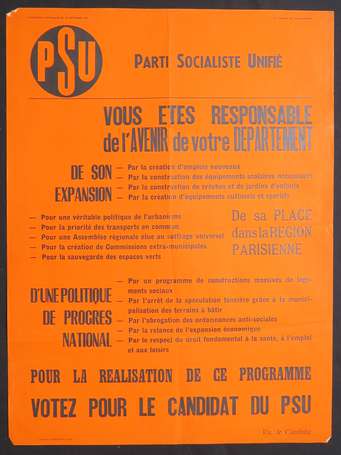 PSU
PARTI SOCIALISTE UNIFIÉ
VOUS ETES RESPONSABLE
de l'AVENIR de votre DEPARTEMENT
DE SON
EXPANSION
— Par la création d'emplois nouveaux
— Par la construction des équipements scolaires nécessaires
— Par la construction de crèches et de jardins d'enfants
— Par la création d'équipements culturels et sportifs
— Pour une véritable politique de l'urbanisme
— Pour la priorité des transports en commun
— Pour une Assemblée régionale élue au suffrage universel
— Pour la création de Commissions extra-municipales
— Pour la sauvegarde des espaces verts
De sa PLACE
dans la RÉGION
PARISIENNE
D'UNE POLITIQUE
DE PROGRES
NATIONAL
— Par un programme de constructions massives de logements sociaux
— Par l'arrêt de la spéculation foncière grâce à la municipalisation des terrains à bâtir
— Par l'abrogation des ordonnances anti-sociales
— Par la relance de l'expansion économique
— Par le respect du droit fondamental à la santé, à l'emploi
et aux loisirs
POUR LA REALISATION DE CE PROGRAMME
VOTEZ POUR LE CANDIDAT DU PSU
Vu, le Candidat